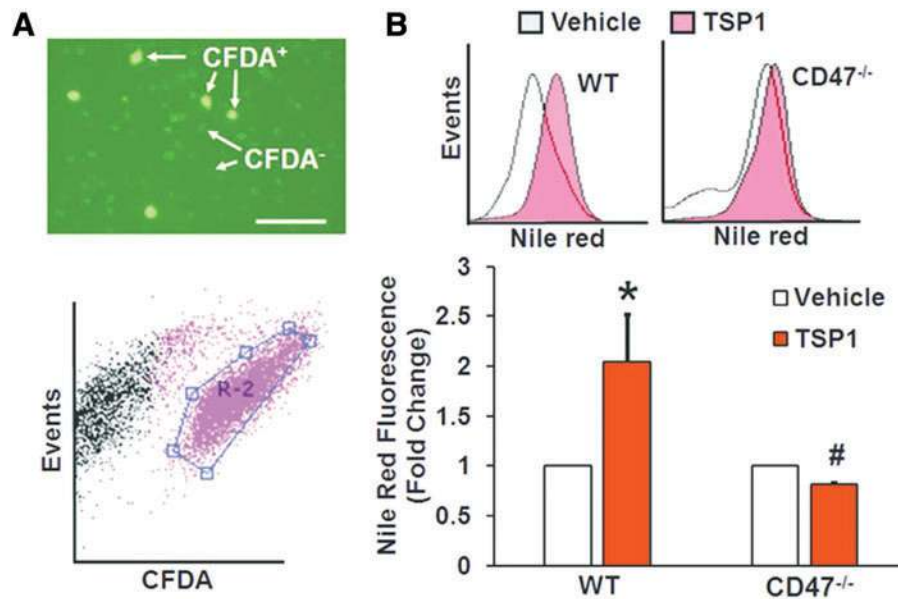 A
CFDA+
CFDA-
Events
R-2
CFDA
B
Vehicle TSP1
WT
CD47-/-
Events
Nile red Nile red
Nile Red Fluorescence
(Fold Change)
3
2.5
2
1.5
1
0.5
0
*
#
Vehicle
TSP1
WT CD47-/-